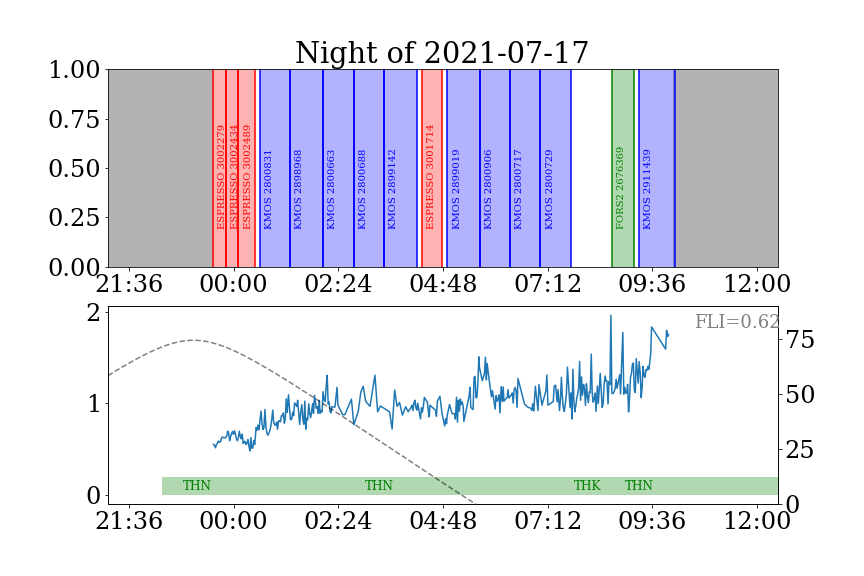 Night of 2021-07-17
1.00
0.75
0.50
0.25
0.00
ESPRESSO 3002279
ESPRESSO 3002434
ESPRESSO 3002489
KMOS 2800831
KMOS 2898968
KMOS 2800663
KMOS 2800688
KMOS 2899142
ESPRESSO 3001714
KMOS 2899019
KMOS 2800906
KMOS 2800717
KMOS 2800729
FORS2 2676369
KMOS 2911439
21:36 00:00 02:24 04:48 07:12 09:36 12:00
2
1
0
FLI=0.62
75
50
25
0
THN THN THK THN
21:36 00:00 02:24 04:48 07:12 09:36 12:00